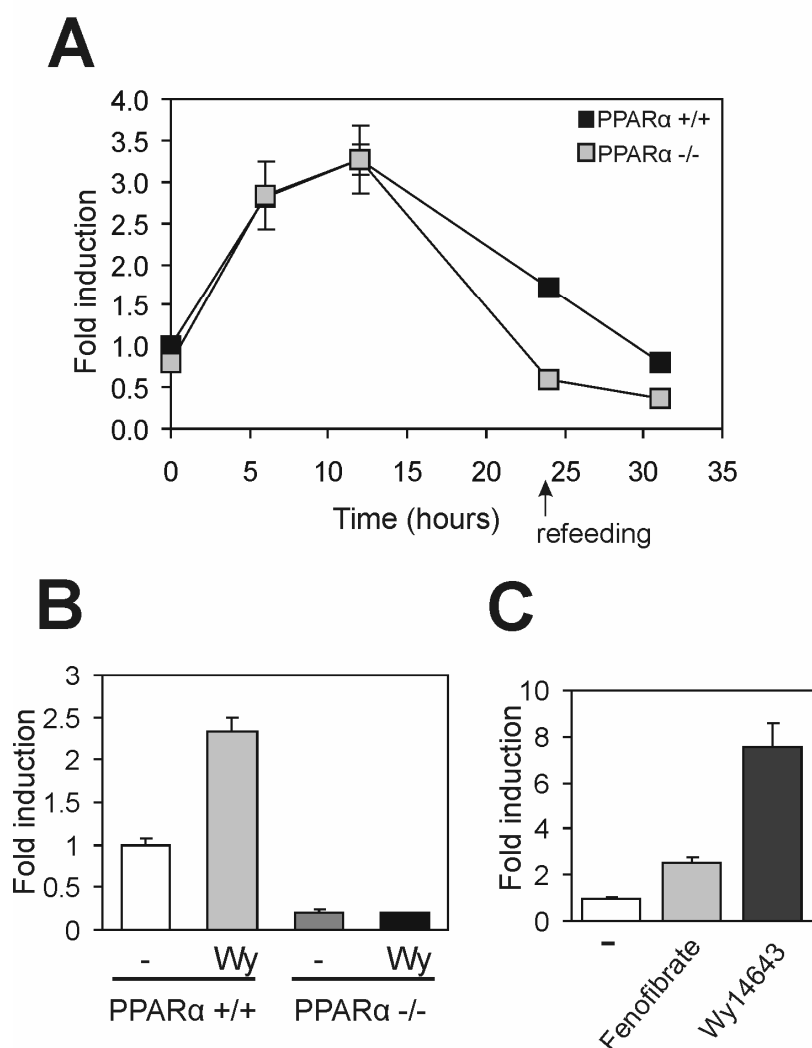 A
4.0
3.5
3.0
2.5
2.0
1.5
1.0
0.5
0.0
Fold induction
PPARα +/+
PPARα -/-
0 5 10 15 20 25 30 35
Time (hours)
refeeding
B
3
2.5
2
1.5
1
0.5
0
Fold induction
- Wy - Wy
PPARα +/+ PPARα -/-
C
10
8
6
4
2
0
Fold induction
-
Fenofibrate
Wy14643